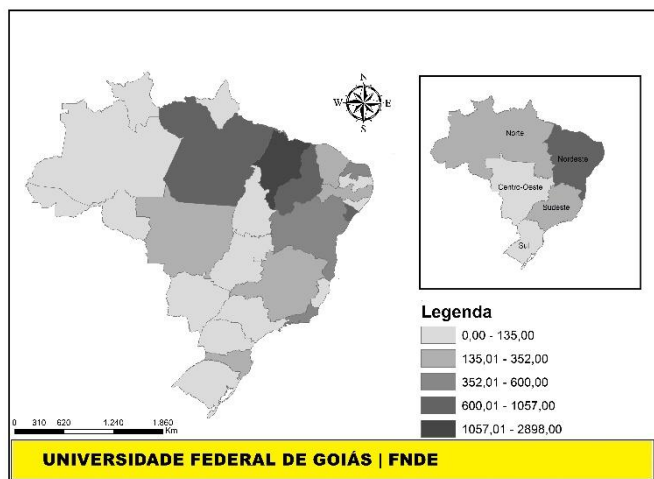 N
W E
S
Norte
Nordeste
Centro-Oeste
Sudeste
Sul
Legenda
0,00 - 135,00
135,01 - 352,00
352,01 - 600,00
600,01 - 1057,00
1057,01 - 2898,00
0 310 620 1.240 1.860
Km
UNIVERSIDADE FEDERAL DE GOIÁS | FNDE